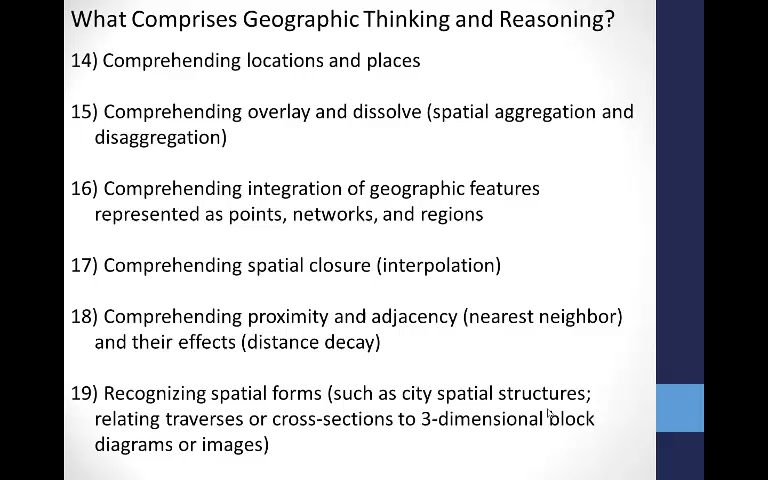 What Comprises Geographic Thinking and Reasoning?
14) Comprehending locations and places
15) Comprehending overlay and dissolve (spatial aggregation and
disaggregation)
16) Comprehending integration of geographic features
represented as points, networks, and regions
17) Comprehending spatial closure (interpolation)
18) Comprehending proximity and adjacency (nearest neighbor)
and their effects (distance decay)
19) Recognizing spatial forms (such as city spatial structures;
relating traverses or cross-sections to 3-dimensional block
diagrams or images)